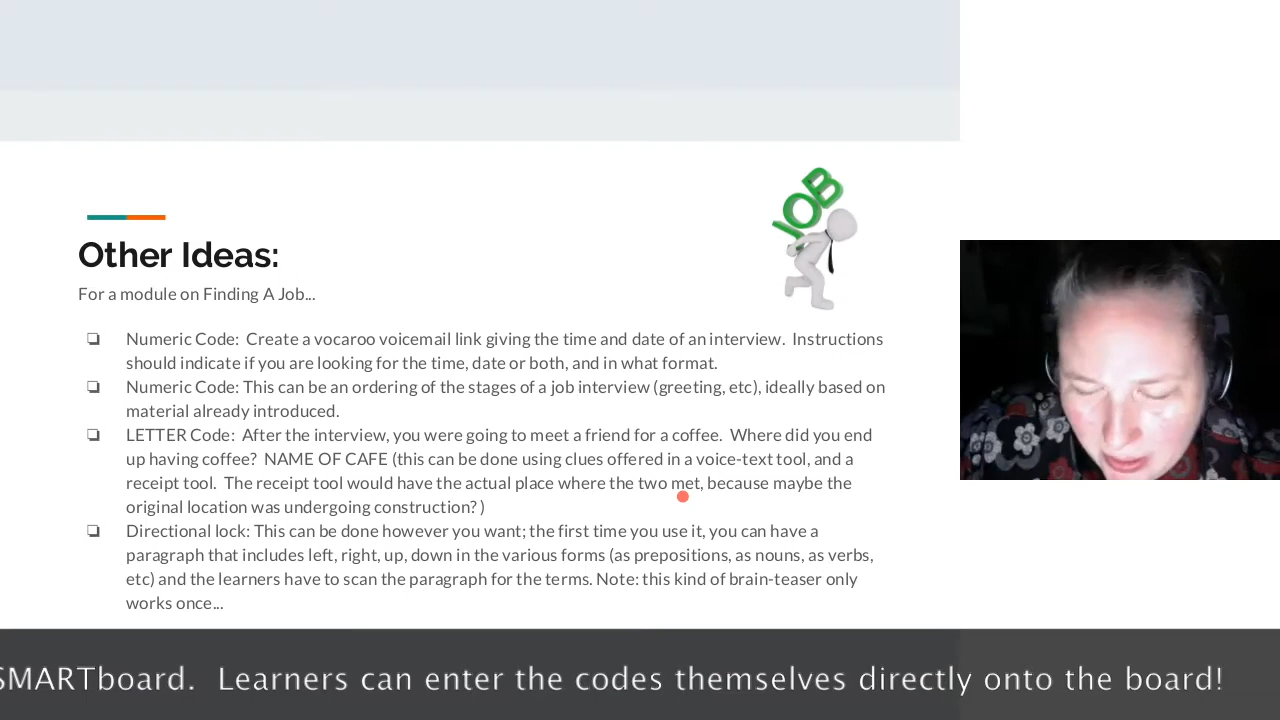 JOB
Other Ideas:
For a module on Finding A Job...
❏ Numeric Code:  Create a vocaroo voicemail link giving the time and date of an interview.  Instructions
should indicate if you are looking for the time, date or both, and in what format.
❏ Numeric Code: This can be an ordering of the stages of a job interview (greeting, etc), ideally based on
material already introduced.
❏ LETTER Code:  After the interview, you were going to meet a friend for a coffee.  Where did you end
up having coffee?  NAME OF CAFE (this can be done using clues offered in a voice-text tool, and a
receipt tool.  The receipt tool would have the actual place where the two met, because maybe the
original location was undergoing construction? )
❏ Directional lock: This can be done however you want; the first time you use it, you can have a
paragraph that includes left, right, up, down in the various forms (as prepositions, as nouns, as verbs,
etc) and the learners have to scan the paragraph for the terms. Note: this kind of brain-teaser only
works once...
SMARTboard.  Learners can enter the codes themselves directly onto the board!